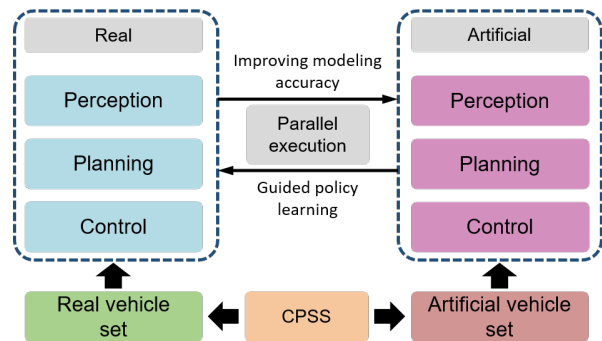 Real
Perception
Planning
Control
Improving modeling
accuracy
Parallel
execution
Guided policy
learning
Artificial
Perception
Planning
Control
Real vehicle
set
CPSS
Artificial vehicle
set